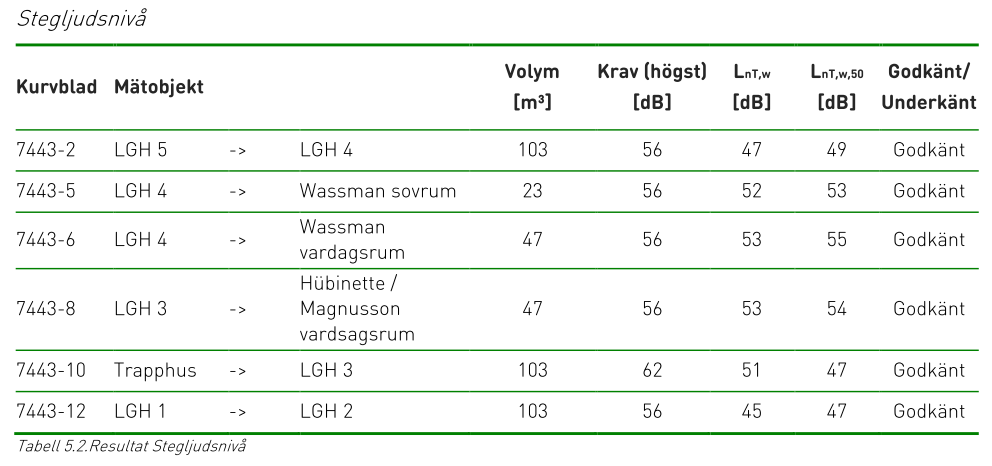 Stegljudsnivå
Kurvblad Mätobjekt Volym [m³] Krav (högst) [dB] LnT,w [dB] LnT,w,50 [dB] Godkänt/ Underkänt
7443-2 LGH 5 -> LGH 4 103 56 47 49 Godkänt
7443-5 LGH 4 -> Wassman sovrum 23 56 52 53 Godkänt
7443-6 LGH 4 -> Wassman vardagsrum 47 56 53 55 Godkänt
7443-8 LGH 3 -> Hübinette / Magnusson vardsagsrum 47 56 53 54 Godkänt
7443-10 Trapphus -> LGH 3 103 62 51 47 Godkänt
7443-12 LGH 1 -> LGH 2 103 56 45 47 Godkänt
Tabell 5.2.Resultat Stegljudsnivå